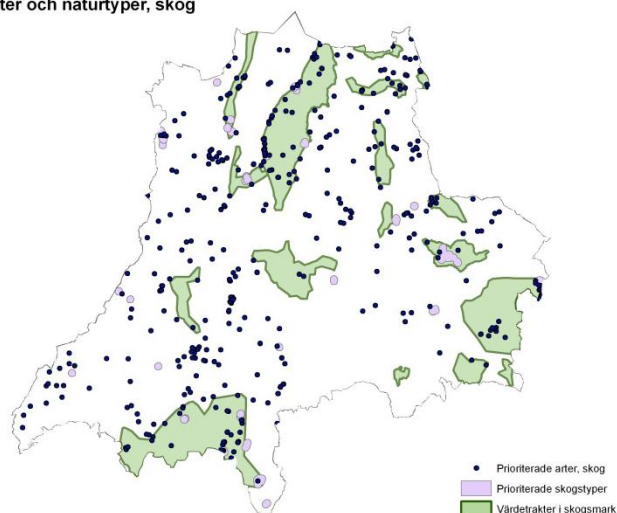 ter och naturtyper, skog
Prioriterade arter, skog
Prioriterade skogstyper
Värdetrakter i skogsmark